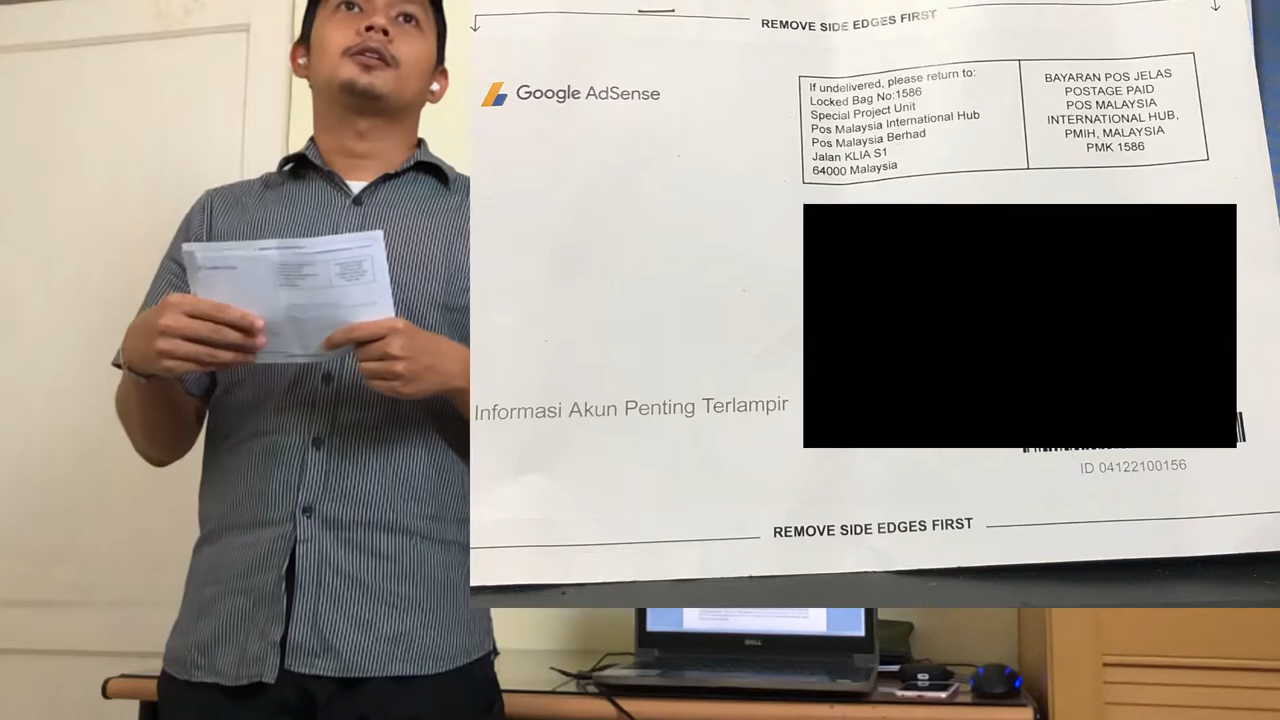 REMOVE SIDE EDGES FIRST
Google AdSense
If undelivered, please return to:
Locked Bag No:1586
Special Project Unit
Pos Malaysia International Hub
Pos Malaysia Berhad
Jalan KLIA S1
64000 Malaysia
BAYARAN POS JELAS
POSTAGE PAID
POS MALAYSIA
INTERNATIONAL HUB,
PMIH, MALAYSIA
PMK 1586
Informasi Akun Penting Terlampir
ID 04122100156
REMOVE SIDE EDGES FIRST
DELL